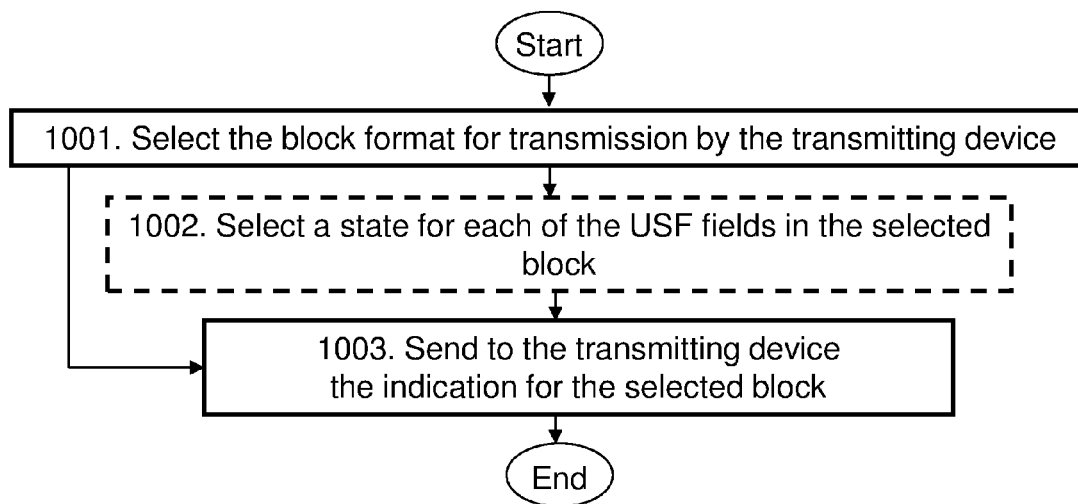 Start
1001. Select the block format for transmission by the transmitting device
1002. Select a state for each of the USF fields in the selected
block
1003. Send to the transmitting device
the indication for the selected block
End